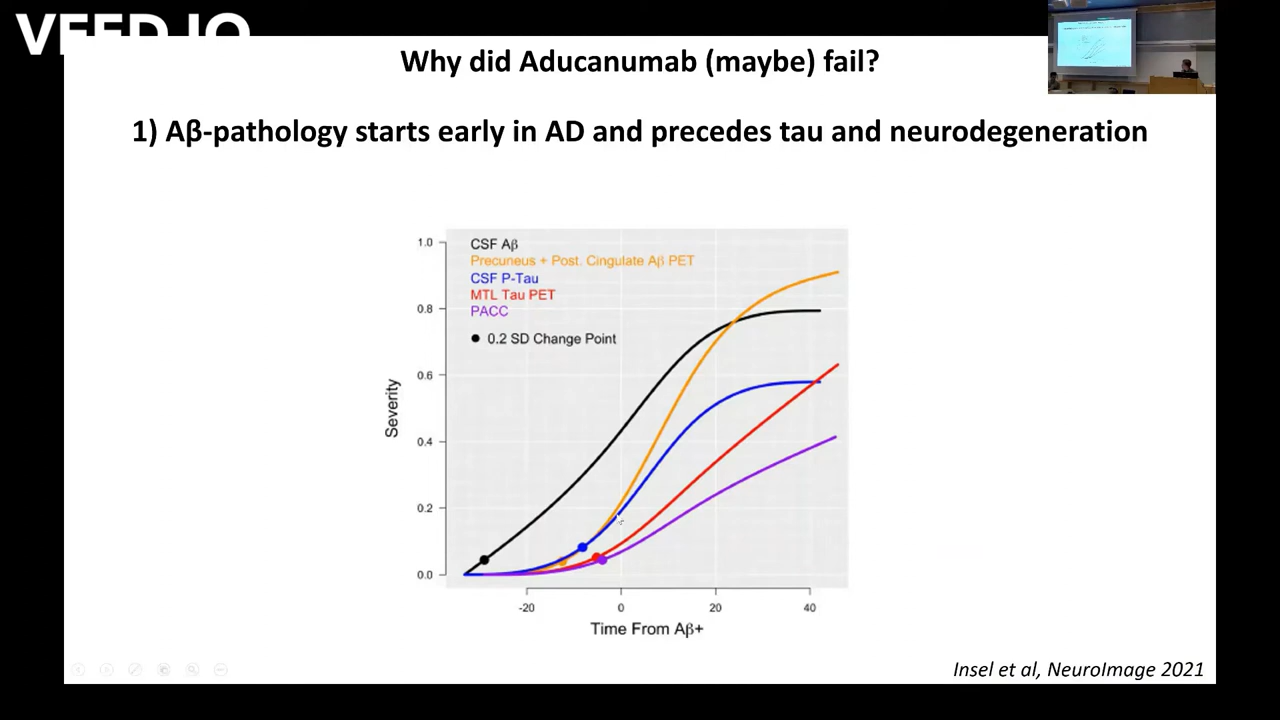 VEED.IO
Why did Aducanumab (maybe) fail?
1) Aβ-pathology starts early in AD and precedes tau and neurodegeneration
CSF Aβ
Precuneus + Post. Cingulate Aβ PET
CSF P-Tau
MTL Tau PET
PACC
0.2 SD Change Point
Severity
1.0
0.8
0.6
0.4
0.2
0.0
-20 0 20 40
Time From Aβ+
Insel et al, NeuroImage 2021